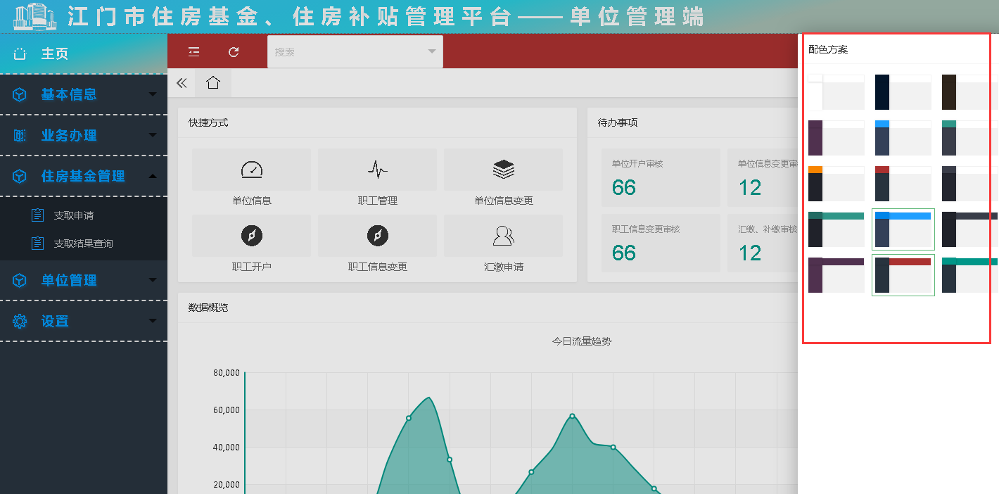 江门市住房基金、住房补贴管理平台——单位管理端
主页
基本信息
业务办理
住房基金管理
支取申请
支取结果查询
单位管理
设置
搜索
快捷方式
单位信息
职工管理
单位信息变更
职工开户
职工信息变更
汇缴申请
待办事项
单位开户审核
66
单位信息变更审
12
职工信息变更审核
66
汇缴、补缴审核
12
数据概览
今日流量趋势
80,000
60,000
40,000
20,000
配色方案